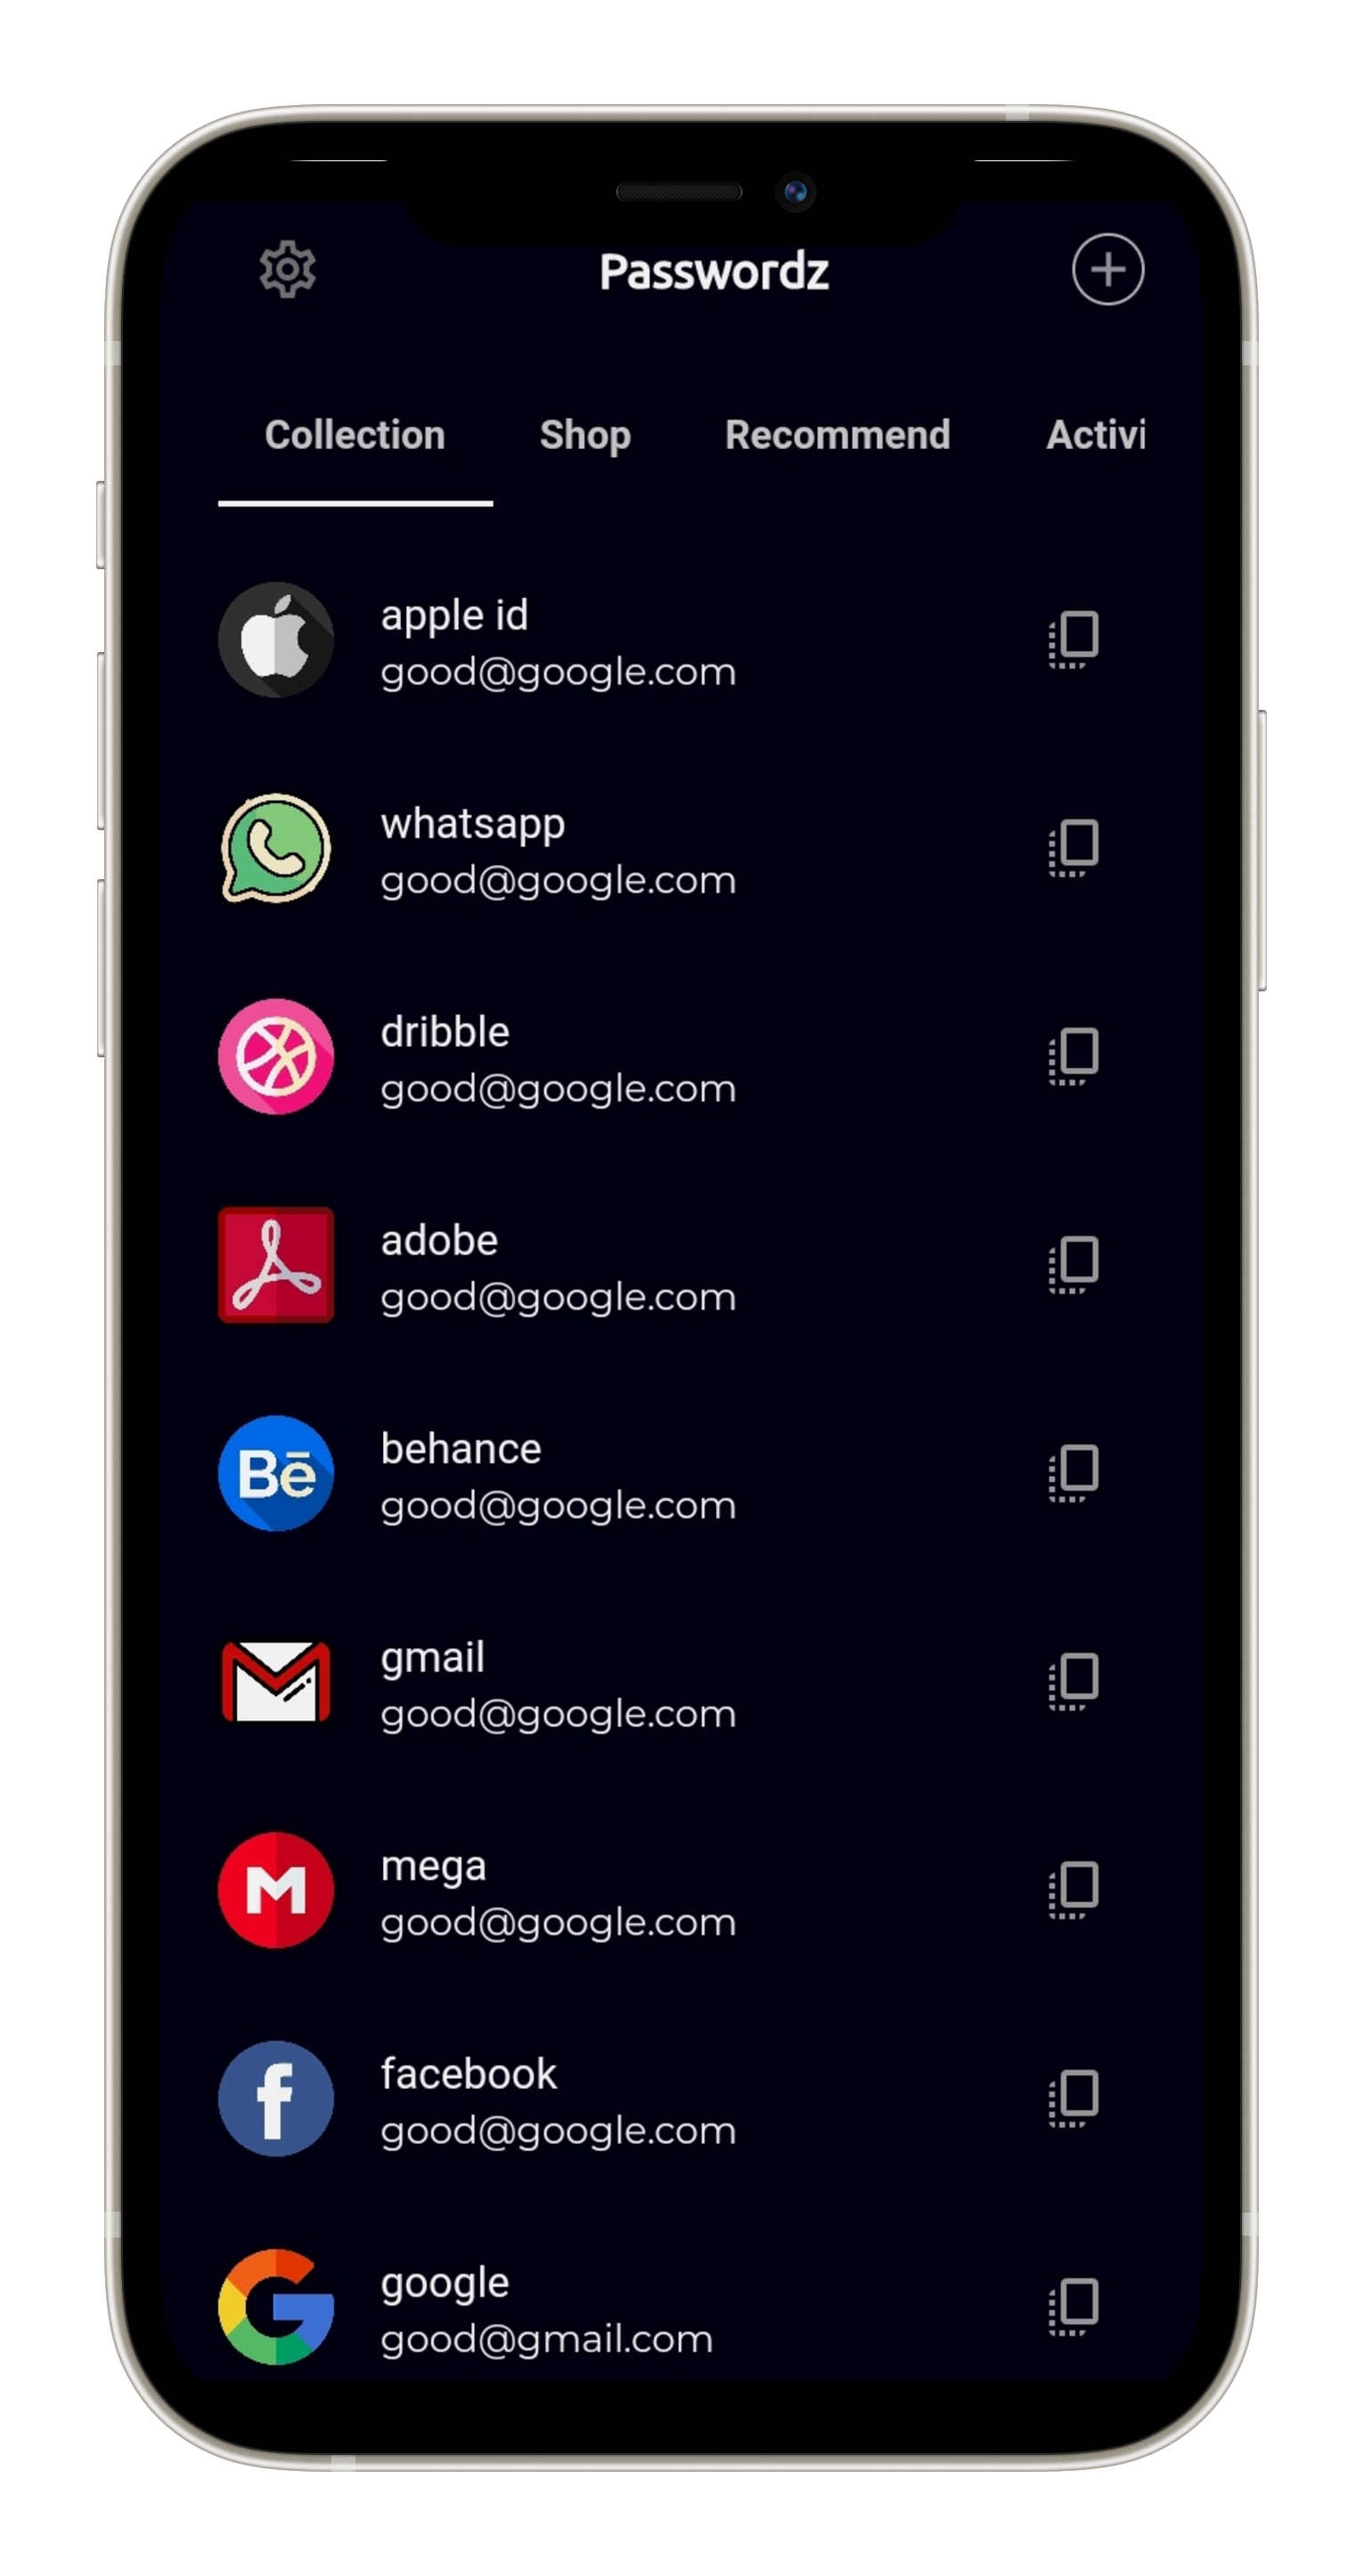 Passwordz
Collection Shop Recommend Activi
apple id
good@google.com
whatsapp
good@google.com
dribble
good@google.com
adobe
good@google.com
Bē behance
good@google.com
gmail
good@google.com
M mega
good@google.com
f facebook
good@google.com
G google
good@gmail.com